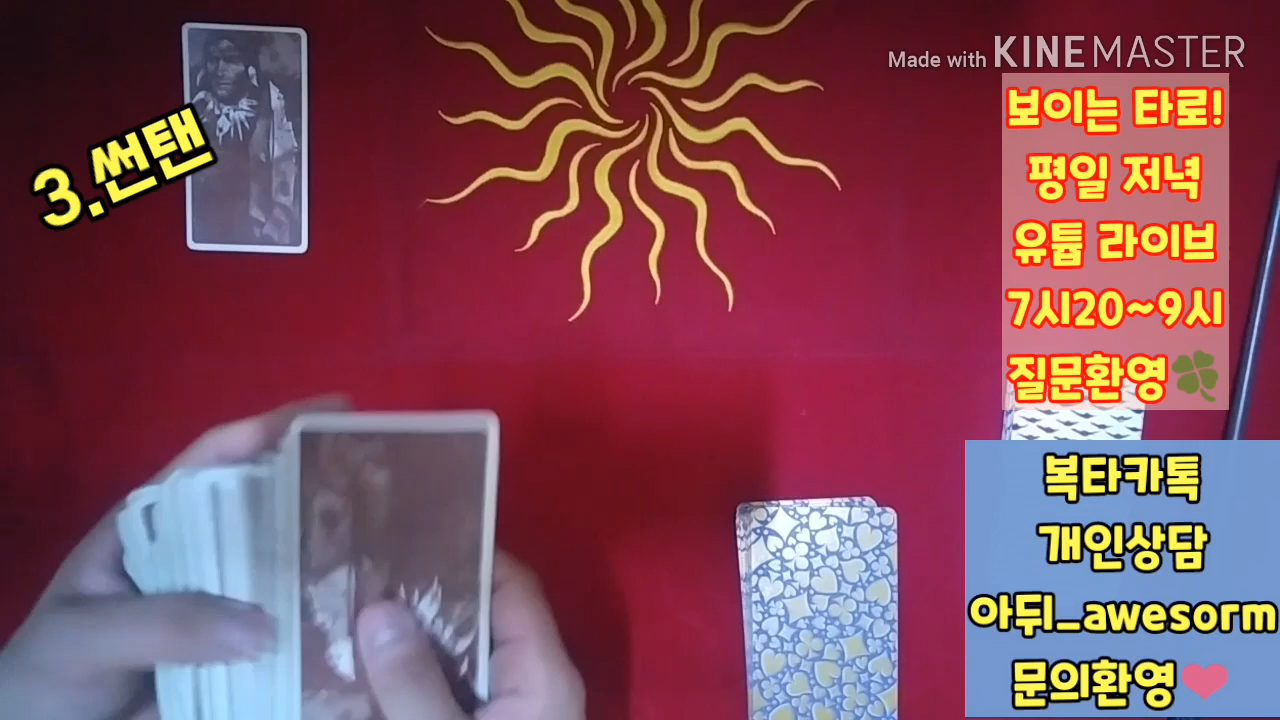 Made with KINEMASTER
3.썬탠
보이는 타로!
평일 저녁
유튭 라이브
7시20~9시
질문환영🍀
복타카톡
개인상담
아뒤_awesorm
문의환영❤